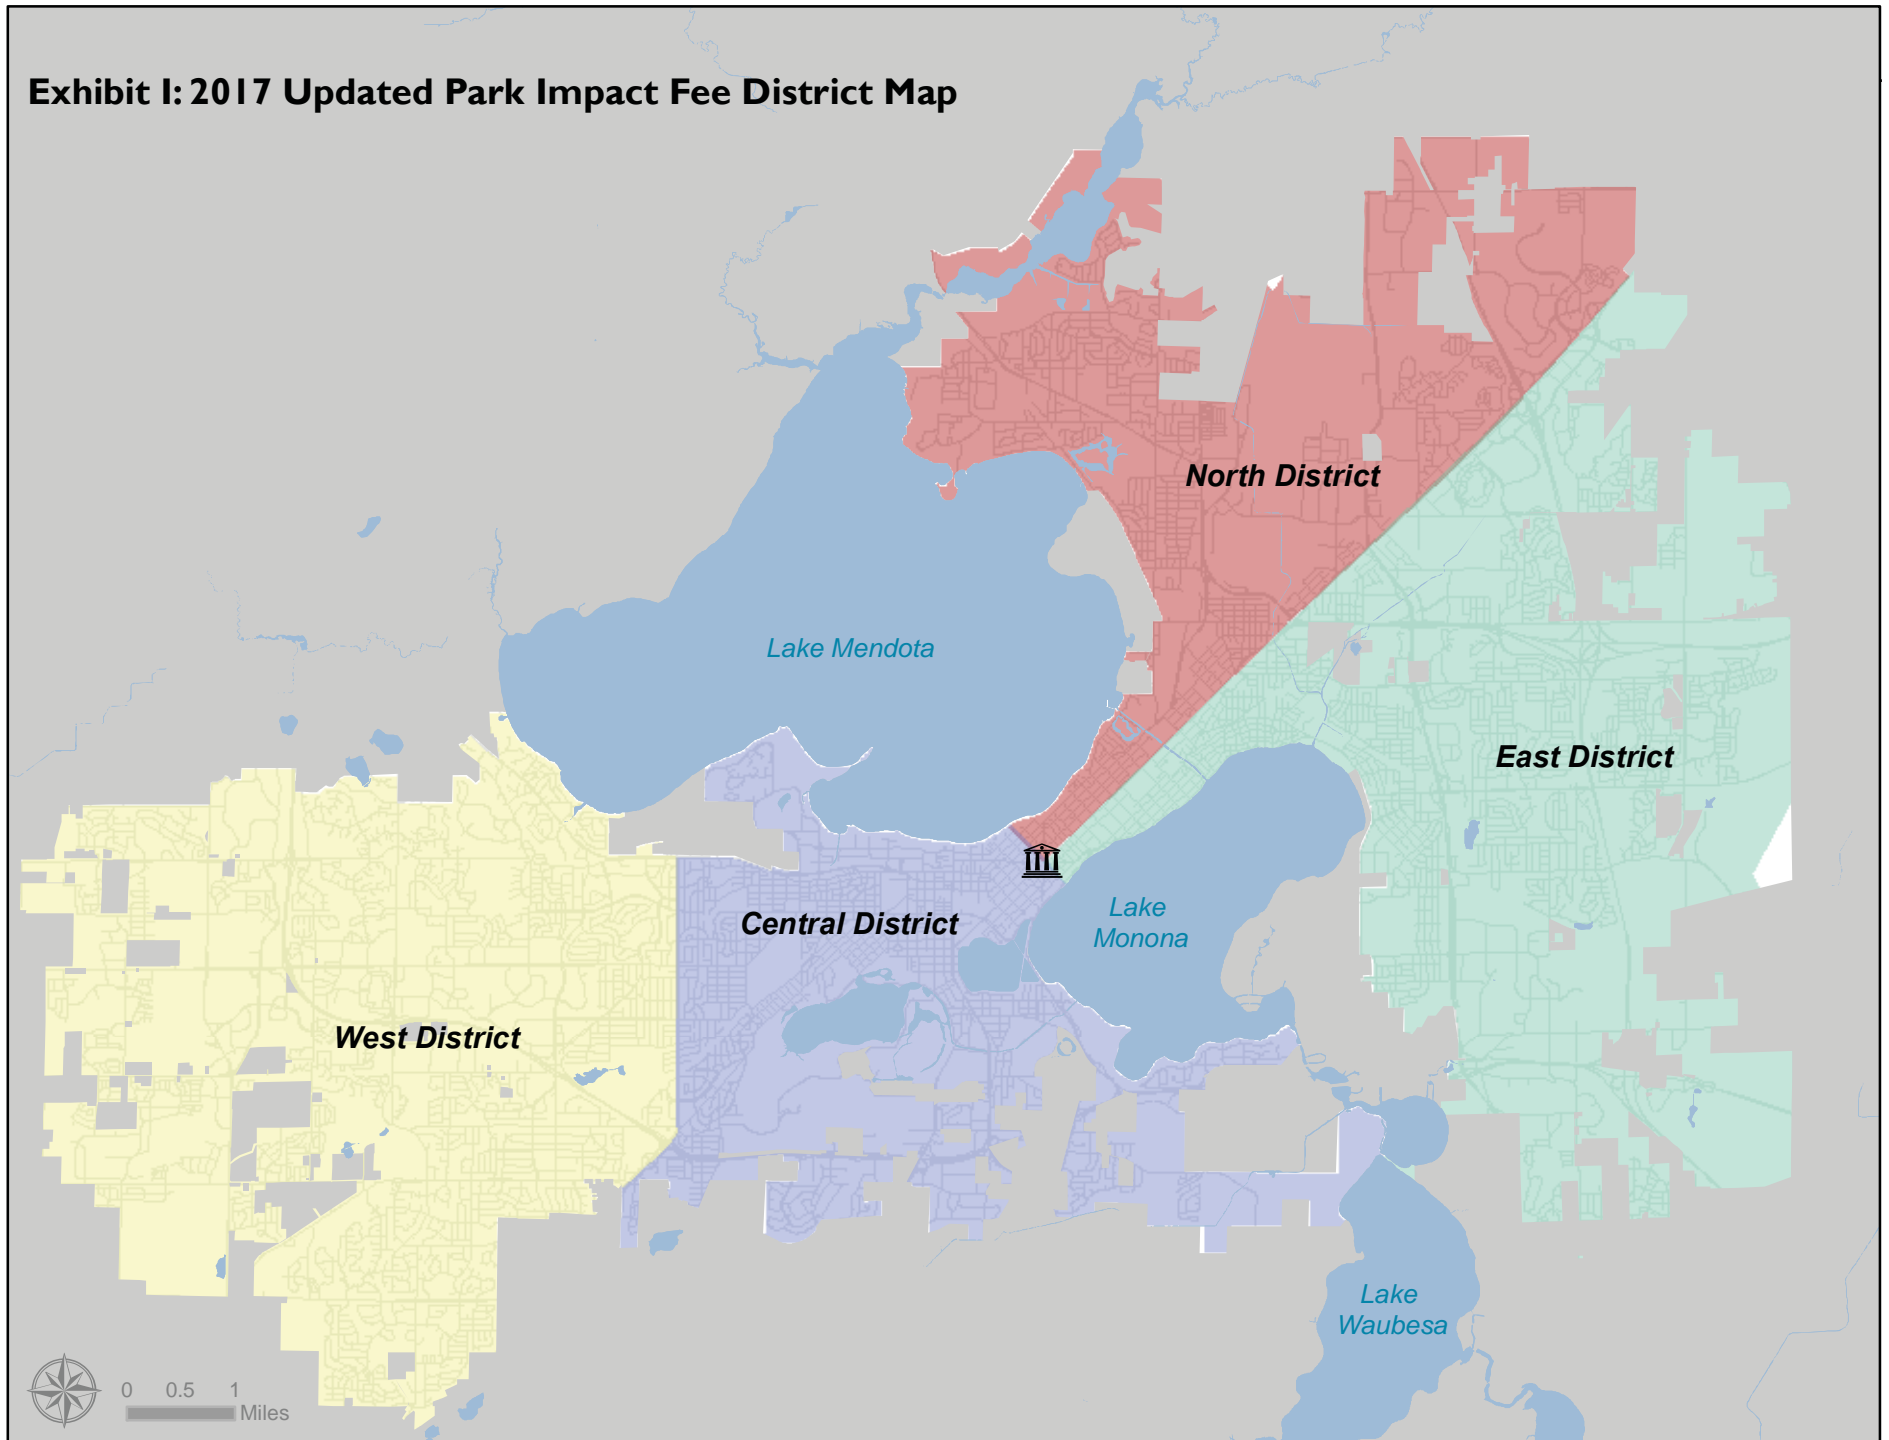 Exhibit I: 2017 Updated Park Impact Fee District Map
North District
Lake Mendota
East District
Central District
Lake
Monona
West District
Lake
Waubesa
0 0.5 1
Miles